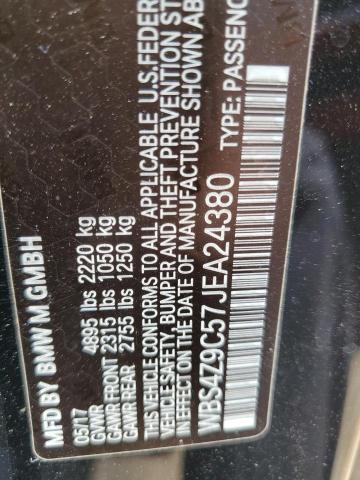 MFD BY BMW M GMBH
05/17
GVWR 4895 lbs 2220 kg
GAWR FRONT 2315 lbs 1050 kg
GAWR REAR 2755 lbs 1250 kg
THIS VEHICLE CONFORMS TO ALL APPLICABLE U.S. FEDER
VEHICLE SAFETY, BUMPER AND THEFT PREVENTION ST
IN EFFECT ON THE DATE OF MANUFACTURE SHOWN AB
WBS4Z9C57JEA24380 TYPE: PASSENG